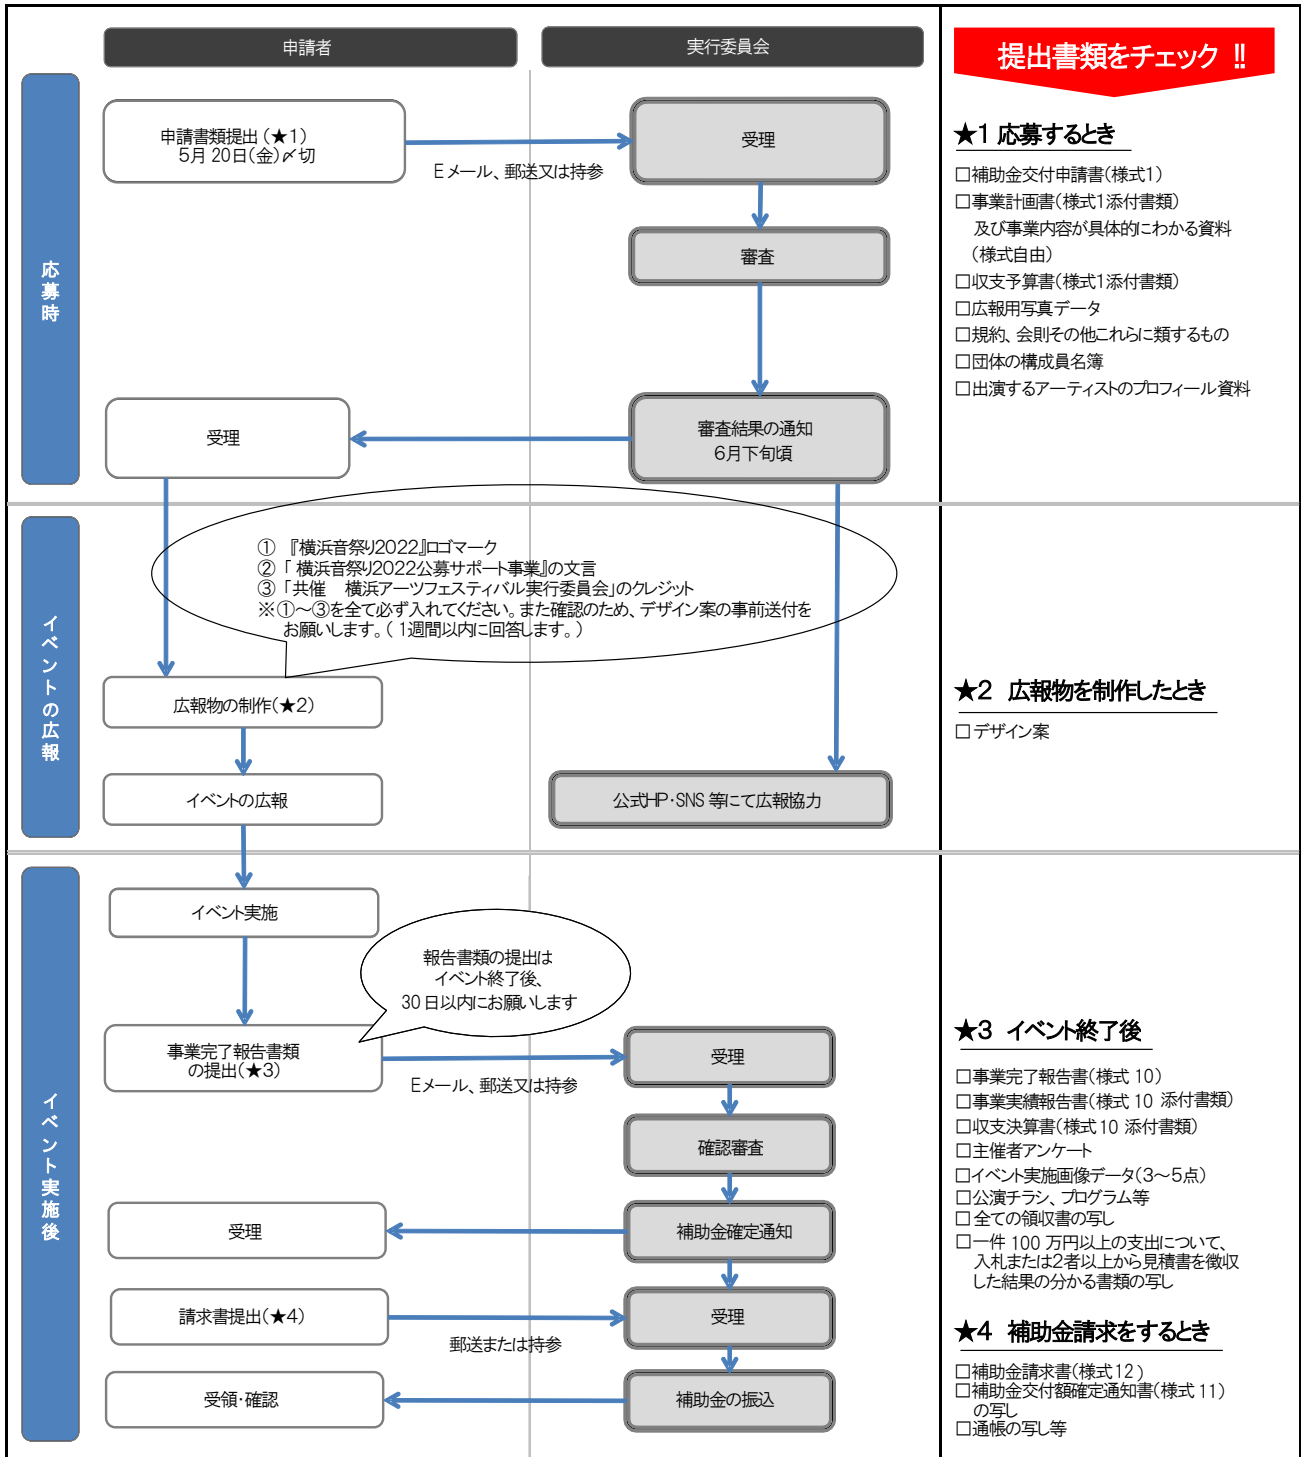 申請者
実行委員会
提出書類をチェック !!
応募時
申請書類提出(★1)
5月20日(金)〆切
Eメール、郵送又は持参
受理
審査
審査結果の通知
6月下旬頃
受理
★1 応募するとき
□補助金交付申請書(様式1)
□事業計画書(様式1添付書類)
及び事業内容が具体的にわかる資料
(様式自由)
□収支予算書(様式1添付書類)
□広報用写真データ
□規約、会則その他これらに類するもの
□団体の構成員名簿
□出演するアーティストのプロフィール資料
イベントの広報
① 『横浜音祭り2022』ロゴマーク
② 「 横浜音祭り2022公募サポート事業』の文言
③ 「共催 横浜アーツフェスティバル実行委員会」のクレジット
※①~③を全て必ず入れてください。また確認のため、デザイン案の事前送付を
お願いします。( 1週間以内に回答します。)
広報物の制作(★2)
イベントの広報
公式HP・SNS 等にて広報協力
★2 広報物を制作したとき
□デザイン案
イベント実施後
イベント実施
報告書類の提出は
イベント終了後、
30日以内にお願いします
事業完了報告書類
の提出(★3)
Eメール、郵送又は持参
受理
確認審査
補助金確定通知
受理
請求書提出(★4)
郵送または持参
受理
補助金の振込
受領・確認
★3 イベント終了後
□事業完了報告書(様式 10)
□事業実績報告書(様式 10 添付書類)
□収支決算書(様式10 添付書類)
□主催者アンケート
□イベント実施画像データ(3~5点)
□公演チラシ、プログラム等
□全ての領収書の写し
□一件 100 万円以上の支出について、
入札または2者以上から見積書を徴収
した結果の分かる書類の写し
★4 補助金請求をするとき
□補助金請求書(様式12)
□補助金交付額確定通知書(様式 11)
の写し
□通帳の写し等